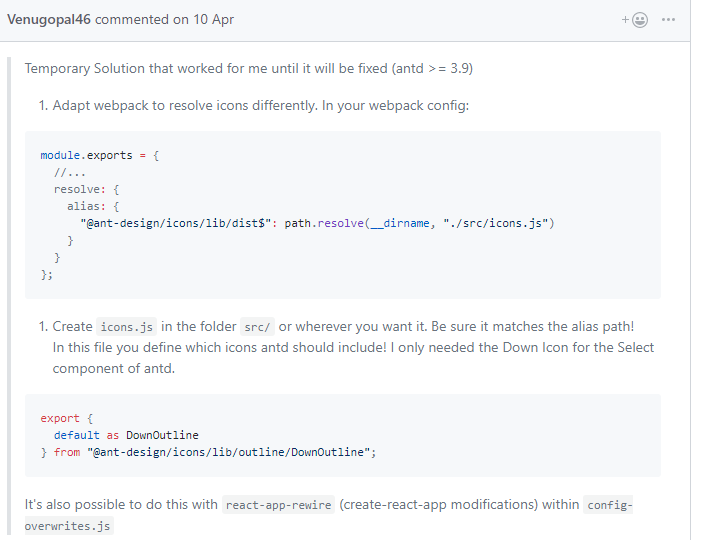 Venugopal46 commented on 10 Apr
Temporary Solution that worked for me until it will be fixed (antd >= 3.9)
1. Adapt webpack to resolve icons differently. In your webpack config:
module.exports = {
  //...
  resolve: {
    alias: {
      "@ant-design/icons/lib/dist$": path.resolve(__dirname, "./src/icons.js")
    }
  }
};
1. Create icons.js in the folder src/ or wherever you want it. Be sure it matches the alias path!
In this file you define which icons antd should include! I only needed the Down Icon for the Select
component of antd.
export {
  default as DownOutline
} from "@ant-design/icons/lib/outline/DownOutline";
It's also possible to do this with react-app-rewire (create-react-app modifications) within config-
overwrites.js